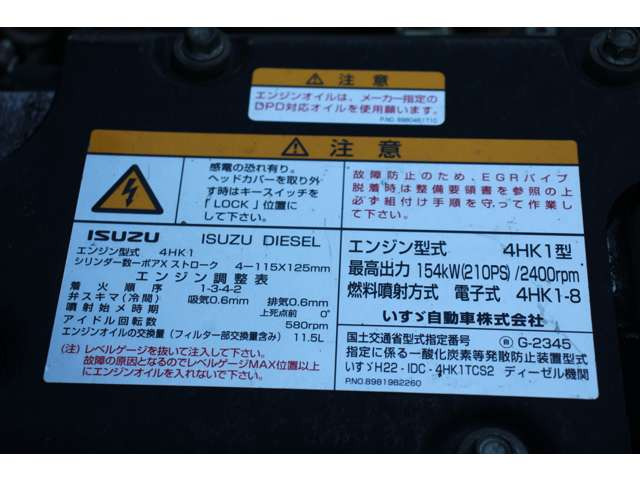 注意
エンジンオイルは、メーカー指定の
DPD対応オイルを使用願います。
P.NO.8980461710
注意
感電の恐れ有り。
ヘッドカバーを取り外
す時はキースイッチを
「LOCK」位置に
して下さい。
故障防止のため、EGRパイプ
脱着時は整備要領書を参照の上
必ず組付け手順を守って作業し
て下さい。
ISUZU ISUZU DIESEL
エンジン型式 4HK1
シリンダー数ーボアX ストローク 4-115X125mm
エンジン調整表
着火順序 1-3-4-2
弁スキマ(冷間) 吸気0.6mm 排気0.6mm
噴射始メ時期 上死点前 0°
アイドル回転数 580rpm
エンジンオイルの交換量(フィルター部交換量含み) 11.5L
(注) レベルゲージを抜いて注入して下さい。
故障の原因となるのでレベルゲージMAX位置以上
にエンジンオイルを入れないで下さい。
エンジン型式 4HK1型
最高出力 154kW(210PS)/2400rpm
燃料噴射方式 電子式 4HK1-8
いすゞ自動車株式会社
国土交通省型式指定番号 G-2345
指定に係る一酸化炭素等発散防止装置型式
いすゞH22-IDC-4HK1TCS2 ディーゼル機関
P.NO.8981982260